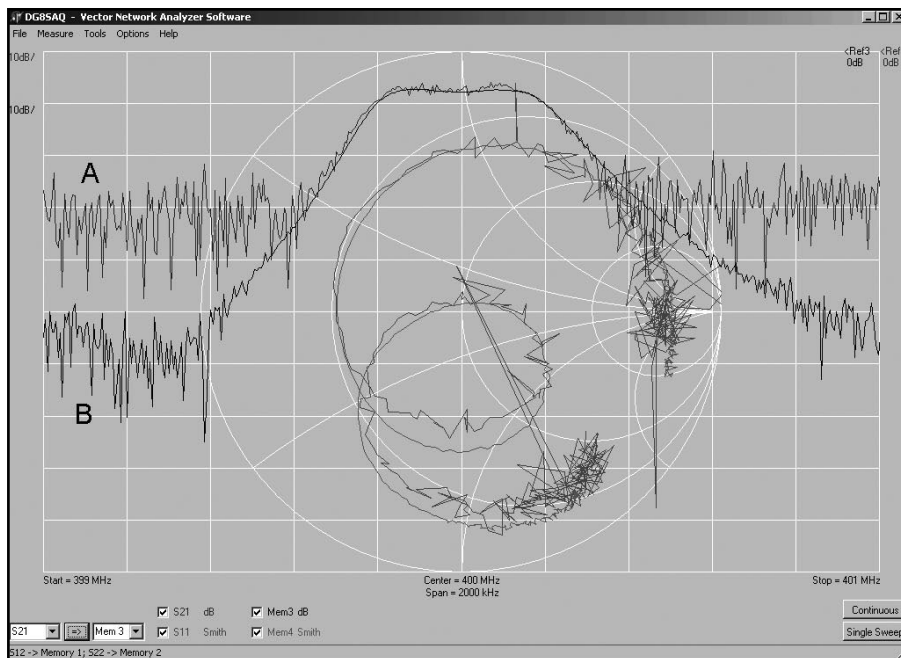 DG8SAQ - Vector Network Analyzer Software
File Measure Tools Options Help
10dB/
<Ref3 <Ref
0dB 0dB
10dB/
A
B
Start = 399 MHz
Center = 400 MHz
Stop = 401 MHz
Span = 2000 kHz
S21 dB
Mem3 dB
Continuous
S21
=>
Mem 3
S11 Smith
Mem4 Smith
Single Sweep
S12 -> Memory 1; S22 -> Memory 2